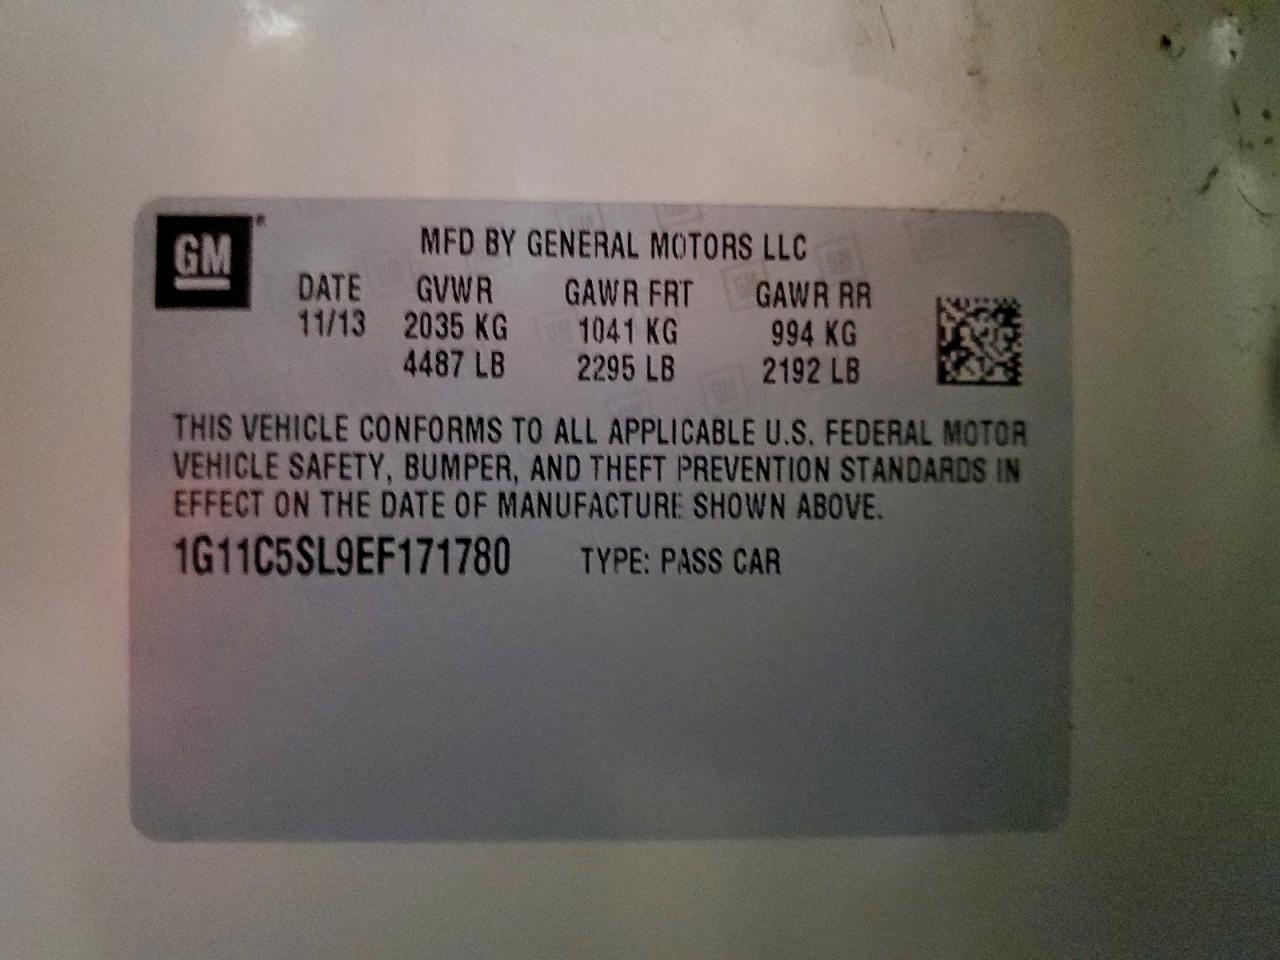 GM
MFD BY GENERAL MOTORS LLC
DATE GVWR GAWR FRT GAWR RR
11/13 2035 KG 1041 KG 994 KG
4487 LB 2295 LB 2192 LB
THIS VEHICLE CONFORMS TO ALL APPLICABLE U.S. FEDERAL MOTOR
VEHICLE SAFETY, BUMPER, AND THEFT PREVENTION STANDARDS IN
EFFECT ON THE DATE OF MANUFACTURE SHOWN ABOVE.
1G11C5SL9EF171780 TYPE: PASS CAR